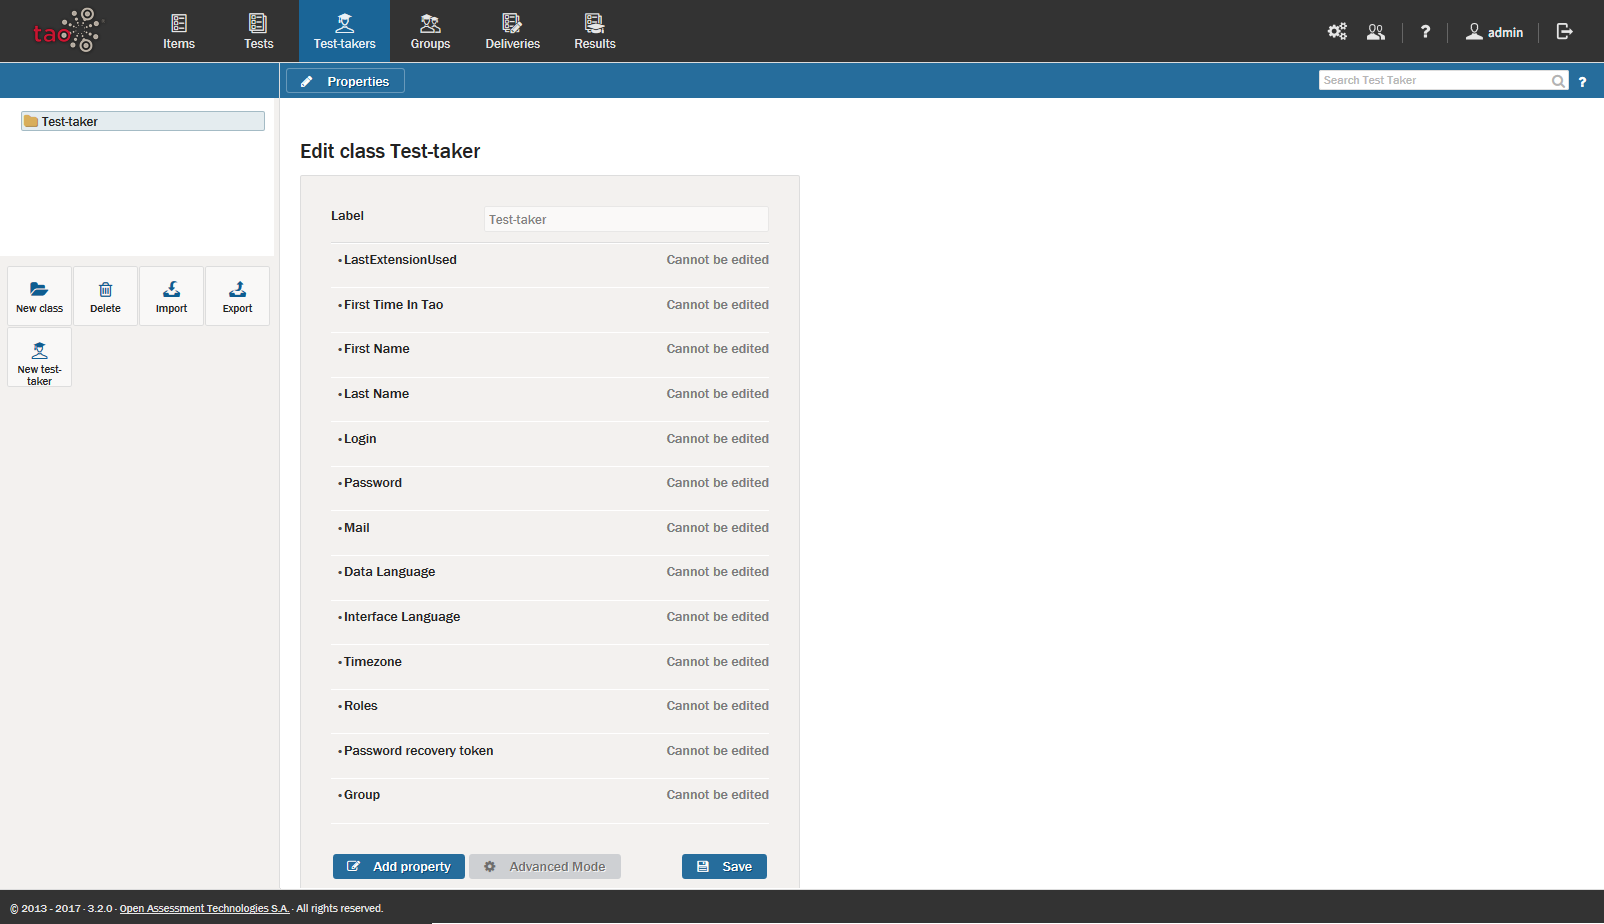 tao
Items
Tests
Test-takers
Groups
Deliveries
Results
?
admin
Properties
Search Test Taker
?
Test-taker
New class
Delete
Import
Export
New test-
taker
Edit class Test-taker
Label
Test-taker
•LastExtensionUsed Cannot be edited
•First Time In Tao Cannot be edited
•First Name Cannot be edited
•Last Name Cannot be edited
•Login Cannot be edited
•Password Cannot be edited
•Mail Cannot be edited
•Data Language Cannot be edited
•Interface Language Cannot be edited
•Timezone Cannot be edited
•Roles Cannot be edited
•Password recovery token Cannot be edited
•Group Cannot be edited
Add property
Advanced Mode
Save
© 2013 - 2017 · 3.2.0 · Open Assessment Technologies S.A. · All rights reserved.